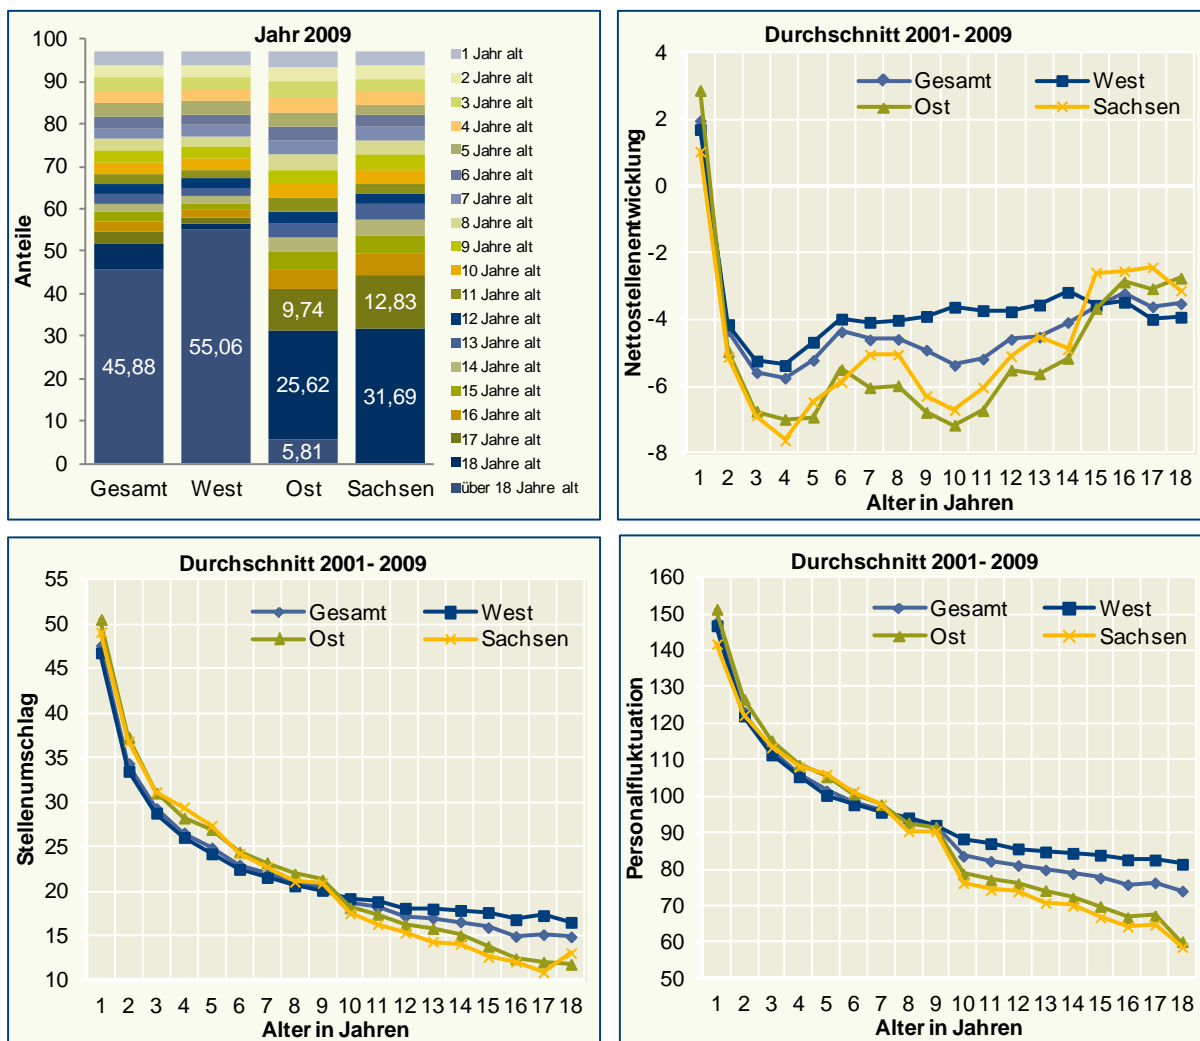 Jahr 2009
Anteile
100
90
80
70
60
50
40
30
20
10
0
45,88
55,06
9,74
25,62
5,81
12,83
31,69
Gesamt West Ost Sachsen
1 Jahr alt
2 Jahre alt
3 Jahre alt
4 Jahre alt
5 Jahre alt
6 Jahre alt
7 Jahre alt
8 Jahre alt
9 Jahre alt
10 Jahre alt
11 Jahre alt
12 Jahre alt
13 Jahre alt
14 Jahre alt
15 Jahre alt
16 Jahre alt
17 Jahre alt
18 Jahre alt
über 18 Jahre alt
Durchschnitt 2001- 2009
Gesamt West
Ost Sachsen
Nettostellenentwicklung
4
2
0
-2
-4
-6
-8
1 2 3 4 5 6 7 8 9 10 11 12 13 14 15 16 17 18
Alter in Jahren
Durchschnitt 2001- 2009
Gesamt West
Ost Sachsen
Stellenumschlag
55
50
45
40
35
30
25
20
15
10
1 2 3 4 5 6 7 8 9 10 11 12 13 14 15 16 17 18
Alter in Jahren
Durchschnitt 2001- 2009
Gesamt West
Ost Sachsen
Personalfluktuation
160
150
140
130
120
110
100
90
80
70
60
50
1 2 3 4 5 6 7 8 9 10 11 12 13 14 15 16 17 18
Alter in Jahren